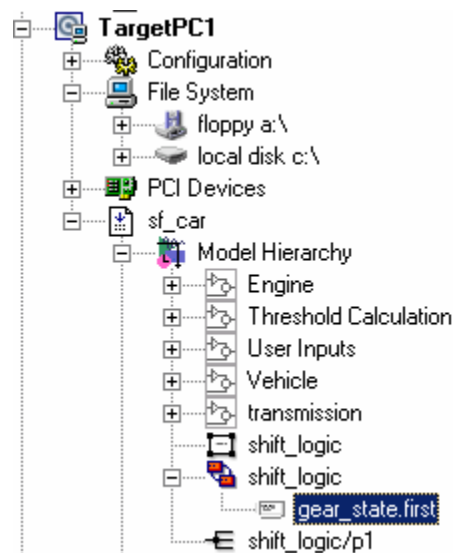 TargetPC1
Configuration
File System
floppy a:\
local disk c:\
PCI Devices
sf_car
Model Hierarchy
Engine
Threshold Calculation
User Inputs
Vehicle
transmission
shift_logic
shift_logic
gear_state.first
shift_logic/p1